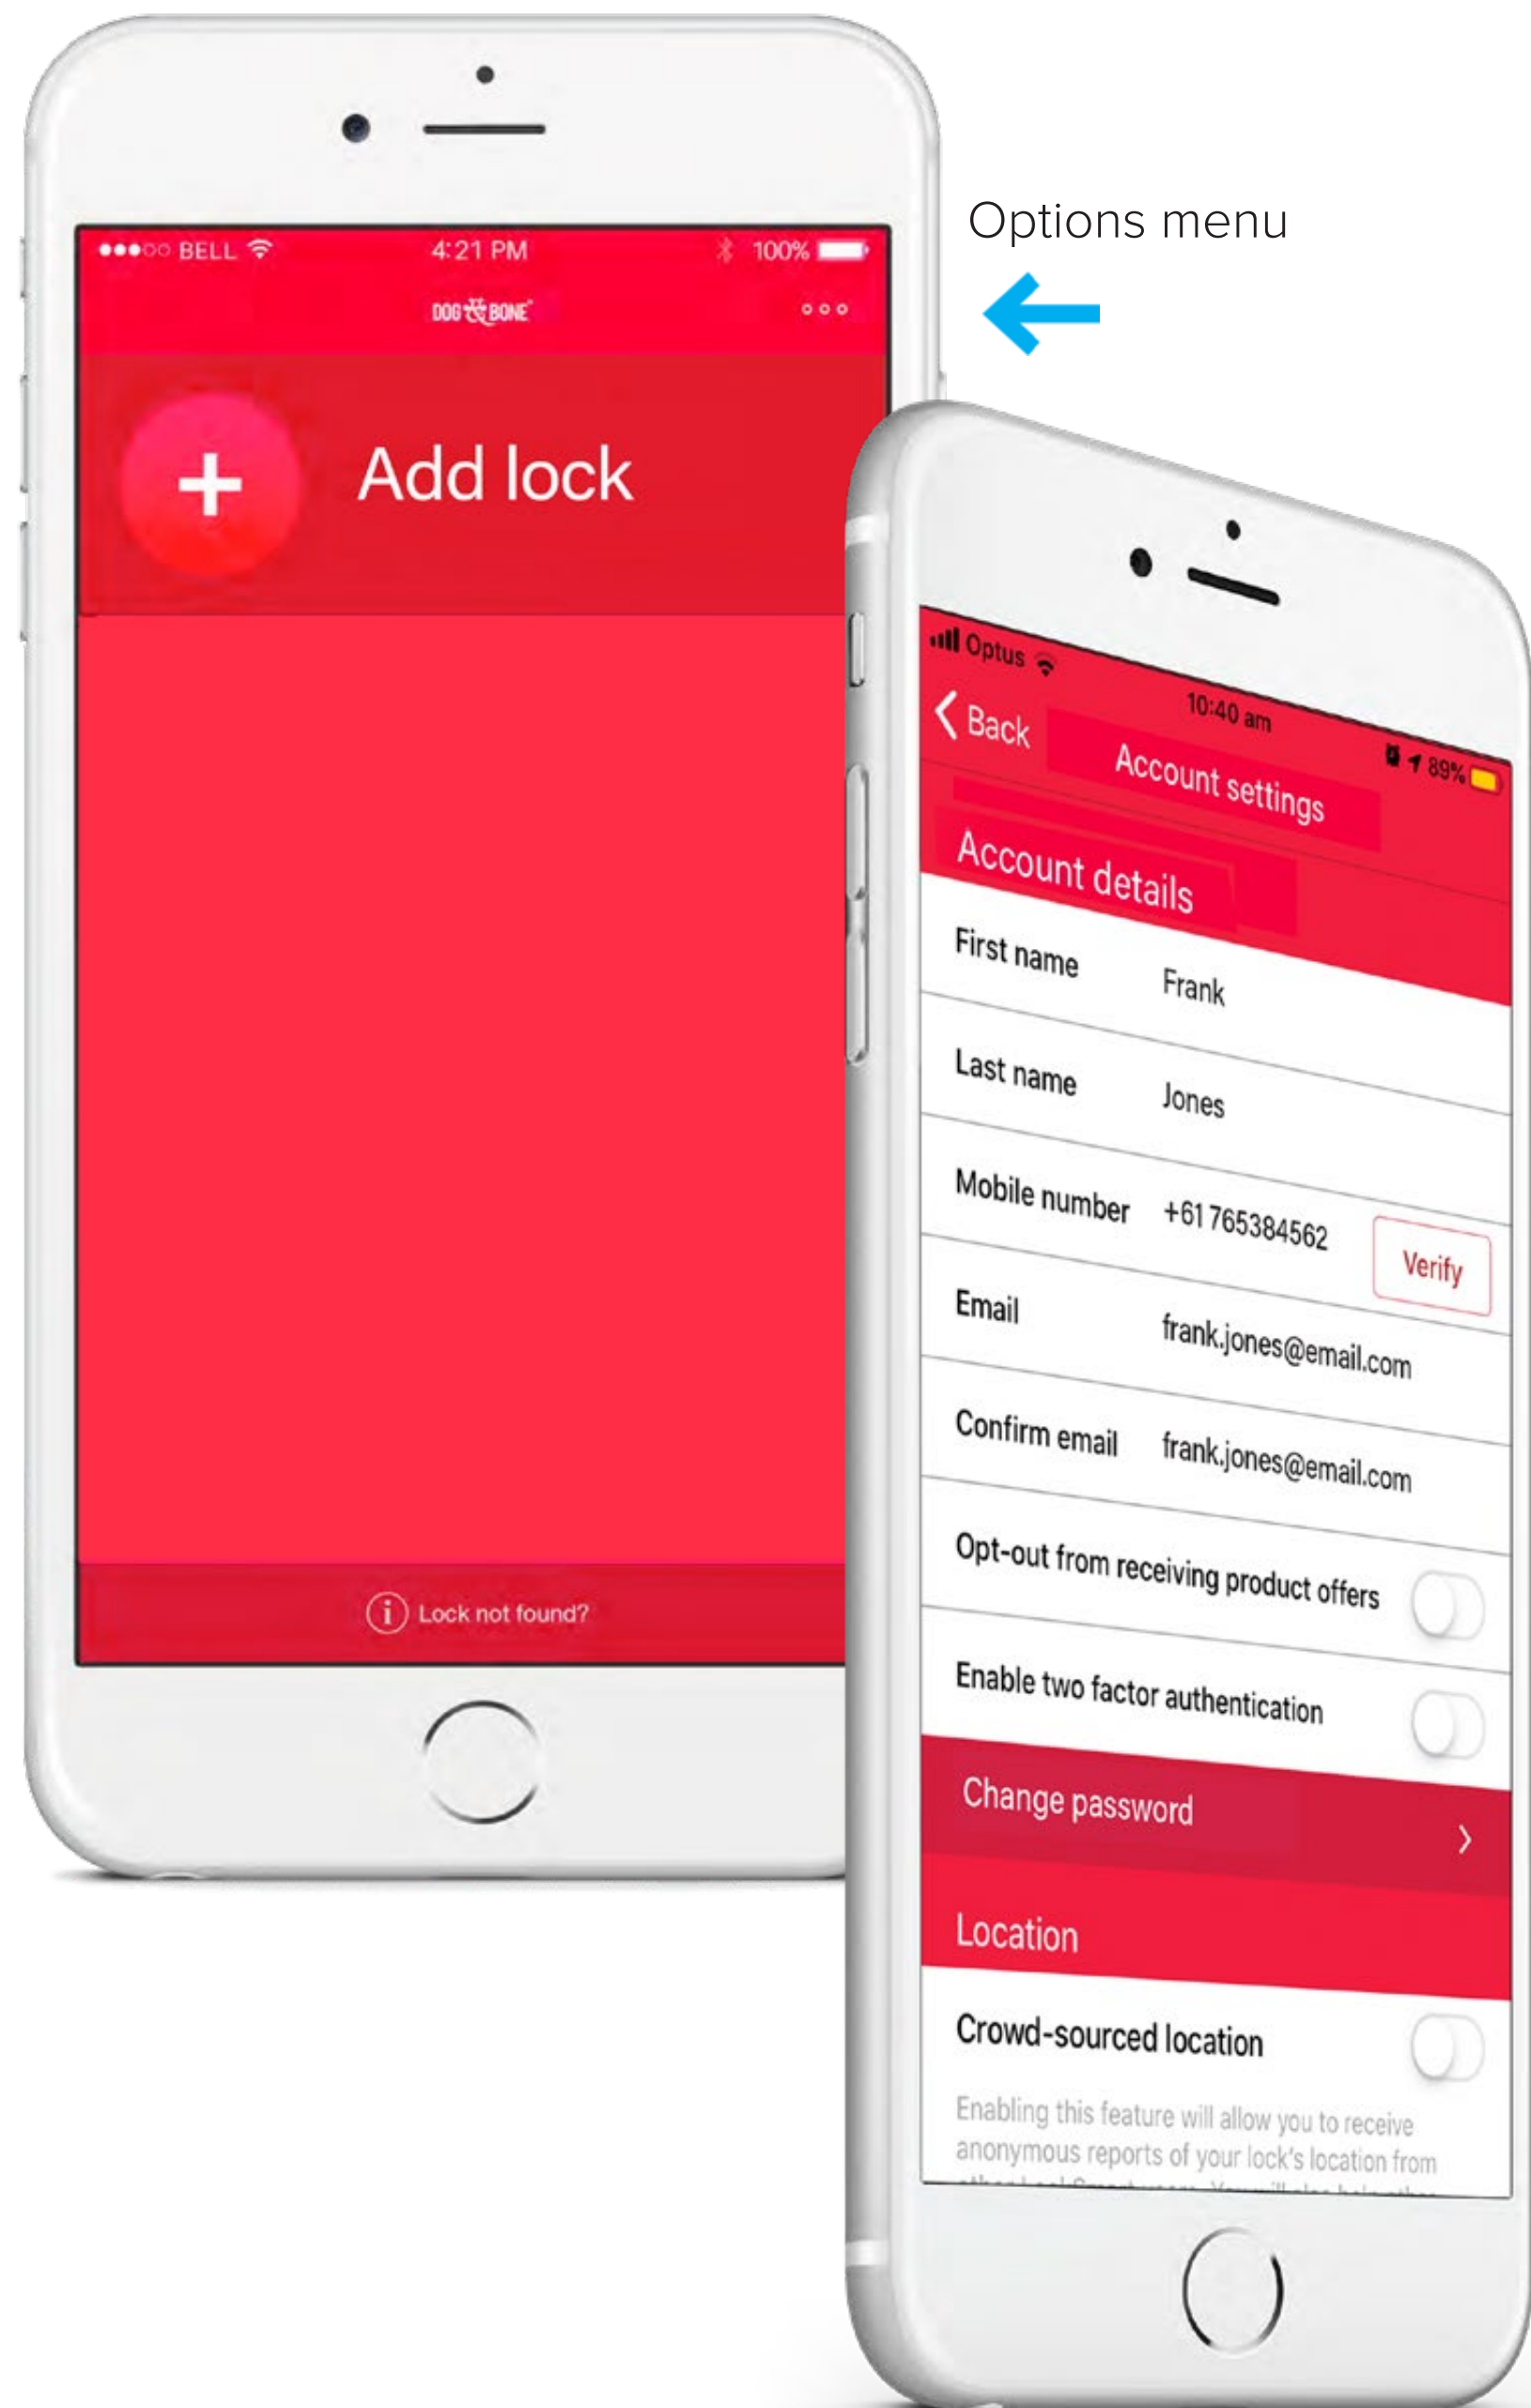 Options menu
BELL 4:21 PM 100%
DOG & BONE
Add lock
Lock not found?
Optus 10:40 am 89%
Back Account settings
Account details
First name Frank
Last name Jones
Mobile number +61 765384562 Verify
Email frank.jones@email.com
Confirm email frank.jones@email.com
Opt-out from receiving product offers
Enable two factor authentication
Change password
Location
Crowd-sourced location
Enabling this feature will allow you to receive
anonymous reports of your lock's location from